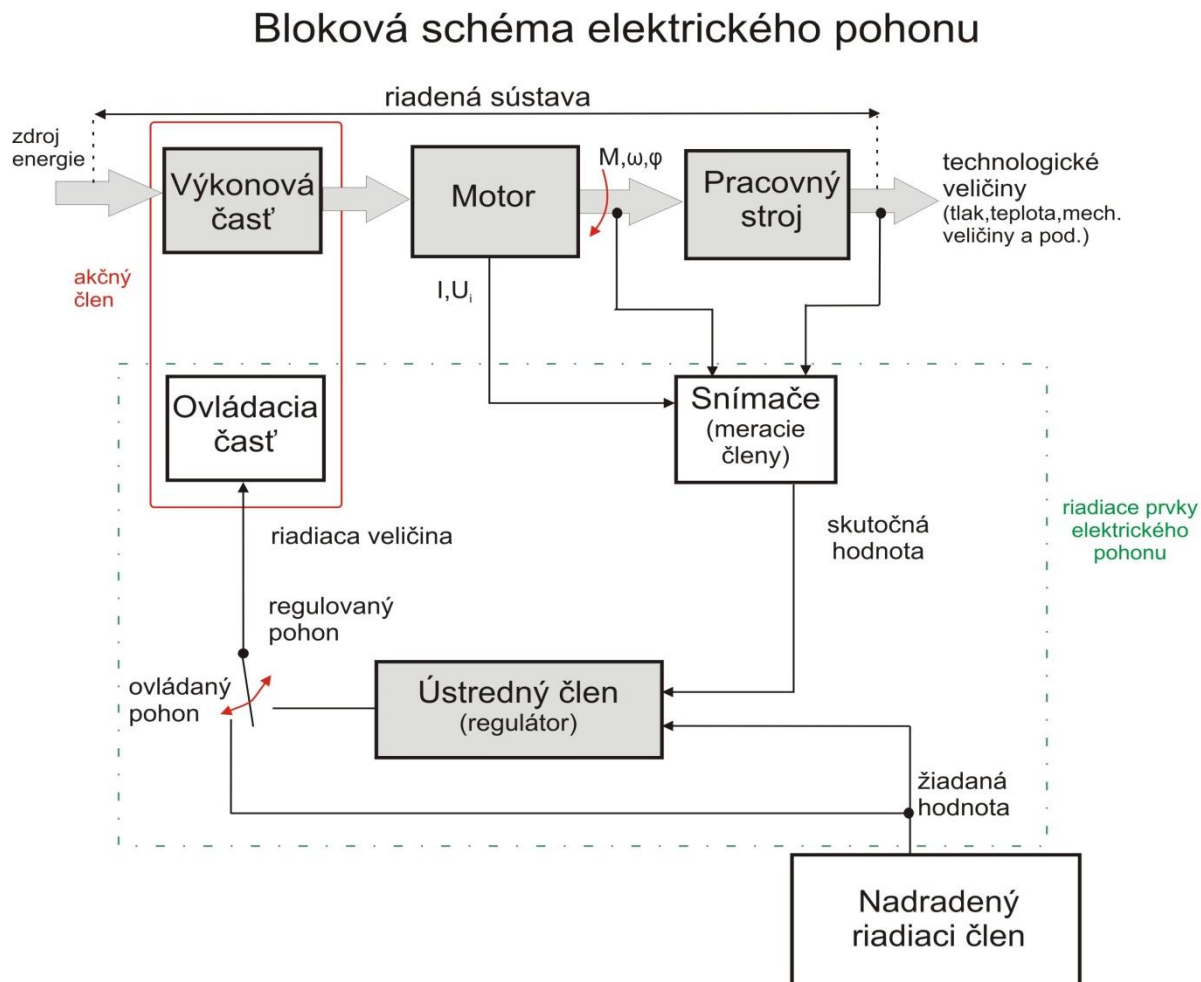 Bloková schéma elektrického pohonu
riadená sústava
zdroj
energie
Výkonová
časť
Motor
M,ω,φ
Pracovný
stroj
technologické
veličiny
(tlak,teplota,mech.
veličiny a pod.)
akčný
člen
I,Uᵢ
Ovládacia
časť
Snímače
(meracie
členy)
riadiaca veličina
skutočná
hodnota
riadiace prvky
elektrického
pohonu
regulovaný
pohon
ovládaný
pohon
Ústredný člen
(regulátor)
žiadaná
hodnota
Nadradený
riadiaci člen